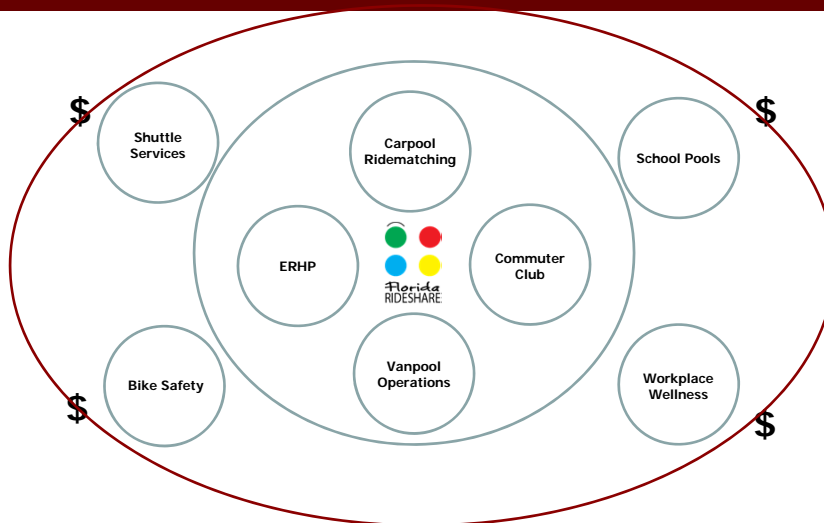 $
$
Shuttle
Services
Carpool
Ridematching
School Pools
ERHP
Commuter
Club
Florida
RIDESHARE
Vanpool
Operations
Bike Safety
Workplace
Wellness
$
$